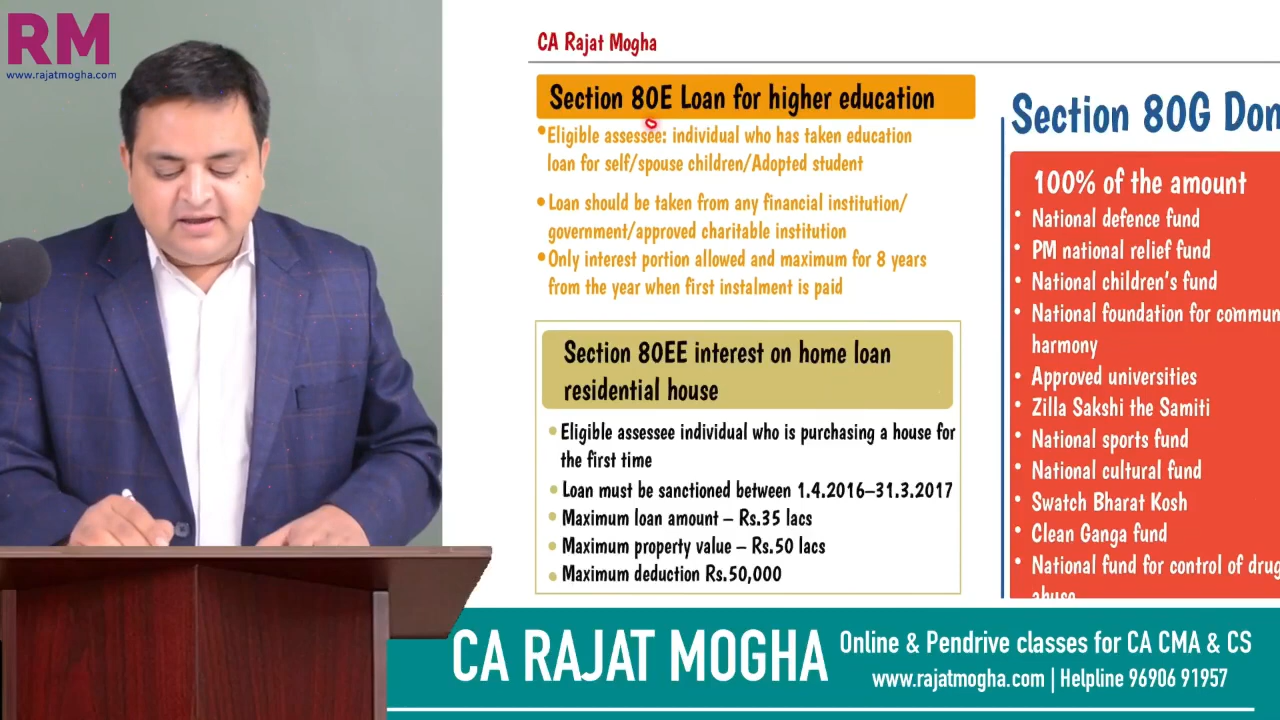 RM
www.rajatmogha.com
CA Rajat Mogha
Section 80E Loan for higher education
•Eligible assessee: individual who has taken education
loan for self/spouse children/Adopted student
•Loan should be taken from any financial institution/
government/approved charitable institution
•Only interest portion allowed and maximum for 8 years
from the year when first instalment is paid
Section 80EE interest on home loan
residential house
• Eligible assessee individual who is purchasing a house for
the first time
• Loan must be sanctioned between 1.4.2016–31.3.2017
• Maximum loan amount – Rs.35 lacs
• Maximum property value – Rs.50 lacs
• Maximum deduction Rs.50,000
Section 80G Don
100% of the amount
• National defence fund
• PM national relief fund
• National children's fund
• National foundation for commun
harmony
• Approved universities
• Zilla Sakshi the Samiti
• National sports fund
• National cultural fund
• Swatch Bharat Kosh
• Clean Ganga fund
• National fund for control of drug
abuse
CA RAJAT MOGHA
Online & Pendrive classes for CA CMA & CS
www.rajatmogha.com | Helpline 96906 91957